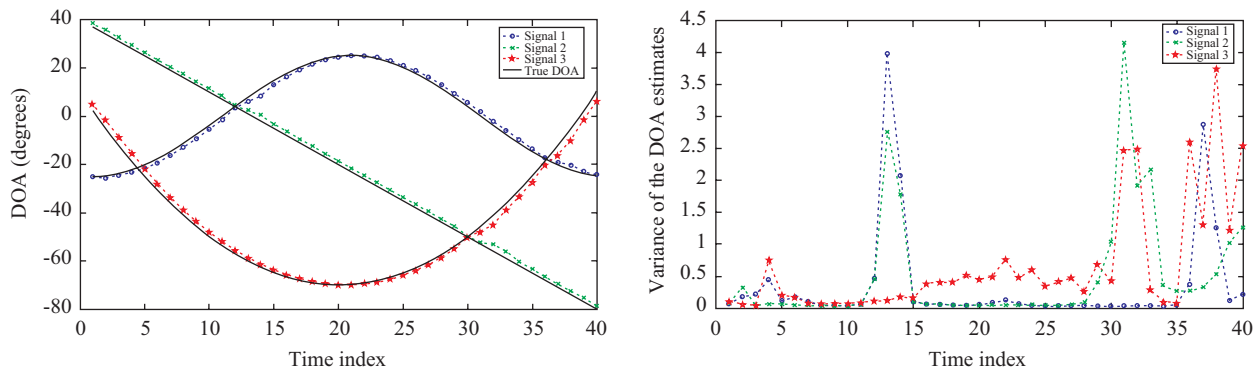 40
20
0
-20
-40
-60
-80
DOA (degrees)
0 5 10 15 20 25 30 35 40
Time index
Signal 1
Signal 2
Signal 3
True DOA
4.5
4
3.5
3
2.5
2
1.5
1
0.5
0
Variance of the DOA estimates
0 5 10 15 20 25 30 35 40
Time index
Signal 1
Signal 2
Signal 3